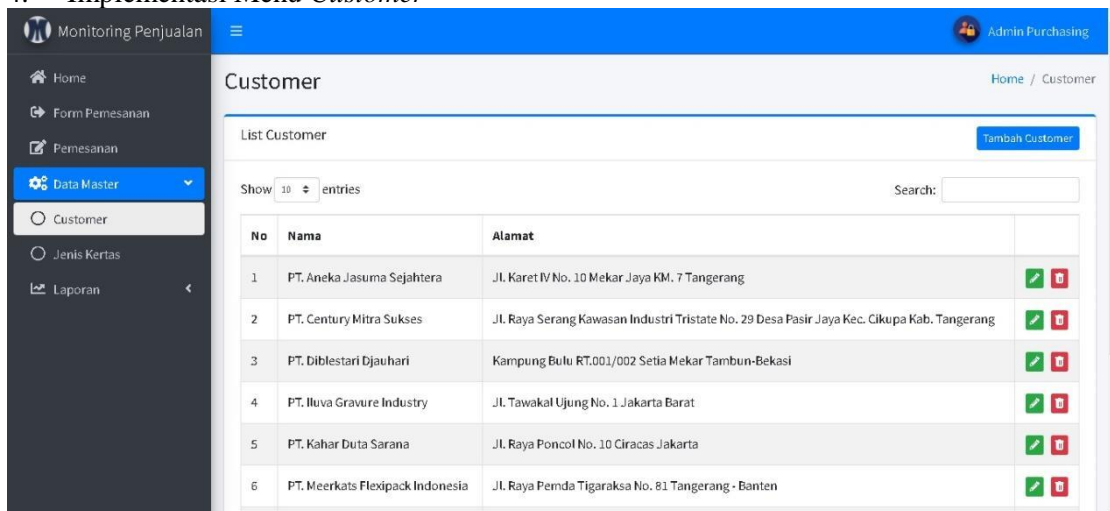 4. Implementasi Menu Customer
Monitoring Penjualan
Admin Purchasing
Home
Form Pemesanan
Pemesanan
Data Master
Customer
Jenis Kertas
Laporan
Customer
Home / Customer
List Customer
Tambah Customer
Show 10 entries
Search:
No Nama Alamat
1 PT. Aneka Jasuma Sejahtera Jl. Karet IV No. 10 Mekar Jaya KM. 7 Tangerang
2 PT. Century Mitra Sukses Jl. Raya Serang Kawasan Industri Tristate No. 29 Desa Pasir Jaya Kec. Cikupa Kab. Tangerang
3 PT. Diblestari Djauhari Kampung Bulu RT.001/002 Setia Mekar Tambun-Bekasi
4 PT. Iluva Gravure Industry Jl. Tawakal Ujung No. 1 Jakarta Barat
5 PT. Kahar Duta Sarana Jl. Raya Poncol No. 10 Ciracas Jakarta
6 PT. Meerkats Flexipack Indonesia Jl. Raya Pemda Tigaraksa No. 81 Tangerang - Banten